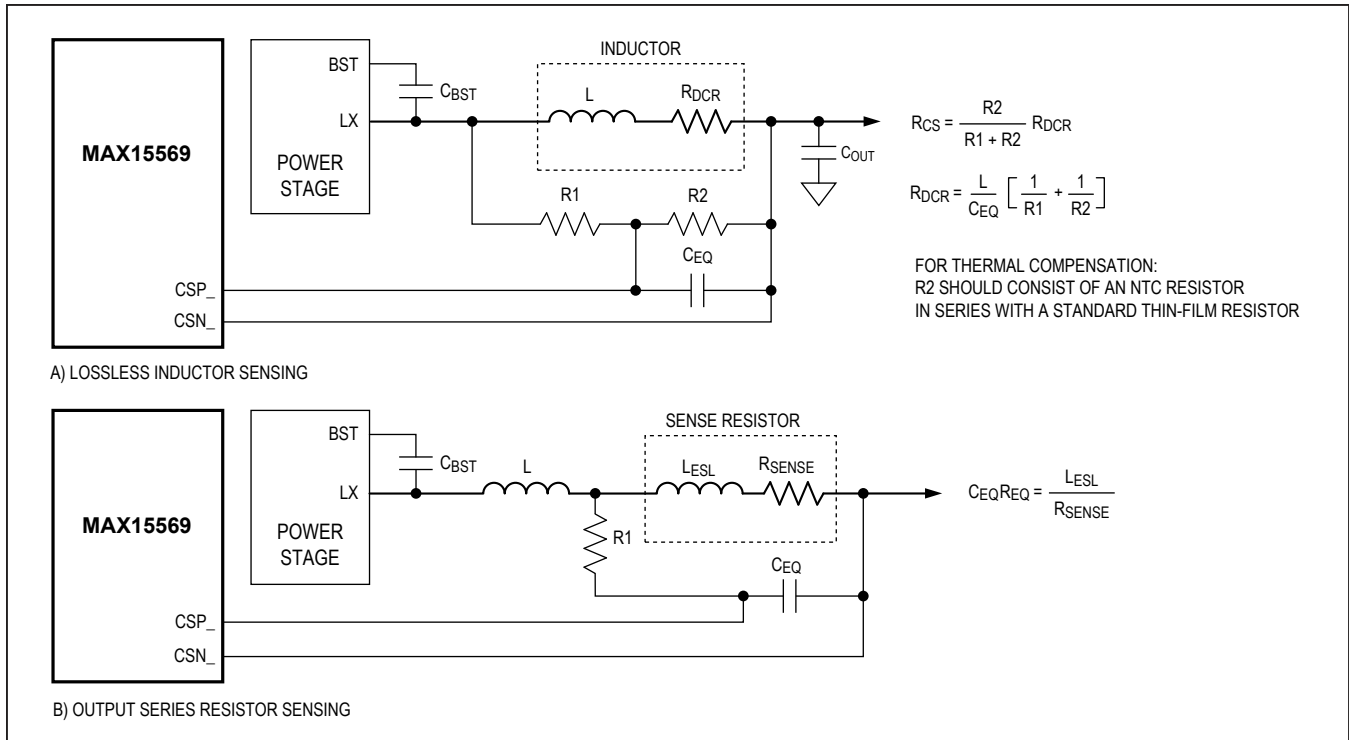 INDUCTOR
BST
CBST
L
RDCR
LX
MAX15569
POWER
STAGE
COUT
R1
R2
CEQ
CSP_
CSN_
RCS = R2 / (R1 + R2) RDCR
RDCR = L / CEQ [ 1 / R1 + 1 / R2 ]
FOR THERMAL COMPENSATION:
R2 SHOULD CONSIST OF AN NTC RESISTOR
IN SERIES WITH A STANDARD THIN-FILM RESISTOR
A) LOSSLESS INDUCTOR SENSING
SENSE RESISTOR
BST
CBST
L
LESL
RSENSE
LX
MAX15569
POWER
STAGE
R1
CEQ
CSP_
CSN_
CEQREQ = LESL / RSENSE
B) OUTPUT SERIES RESISTOR SENSING